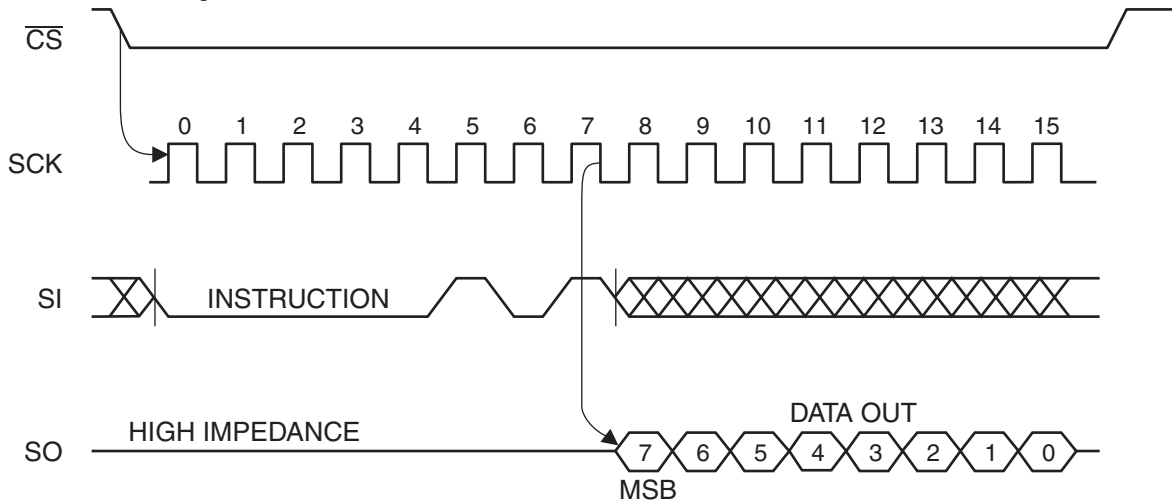 CS
0 1 2 3 4 5 6 7 8 9 10 11 12 13 14 15
SCK
SI INSTRUCTION
DATA OUT
HIGH IMPEDANCE
SO 7 6 5 4 3 2 1 0
MSB